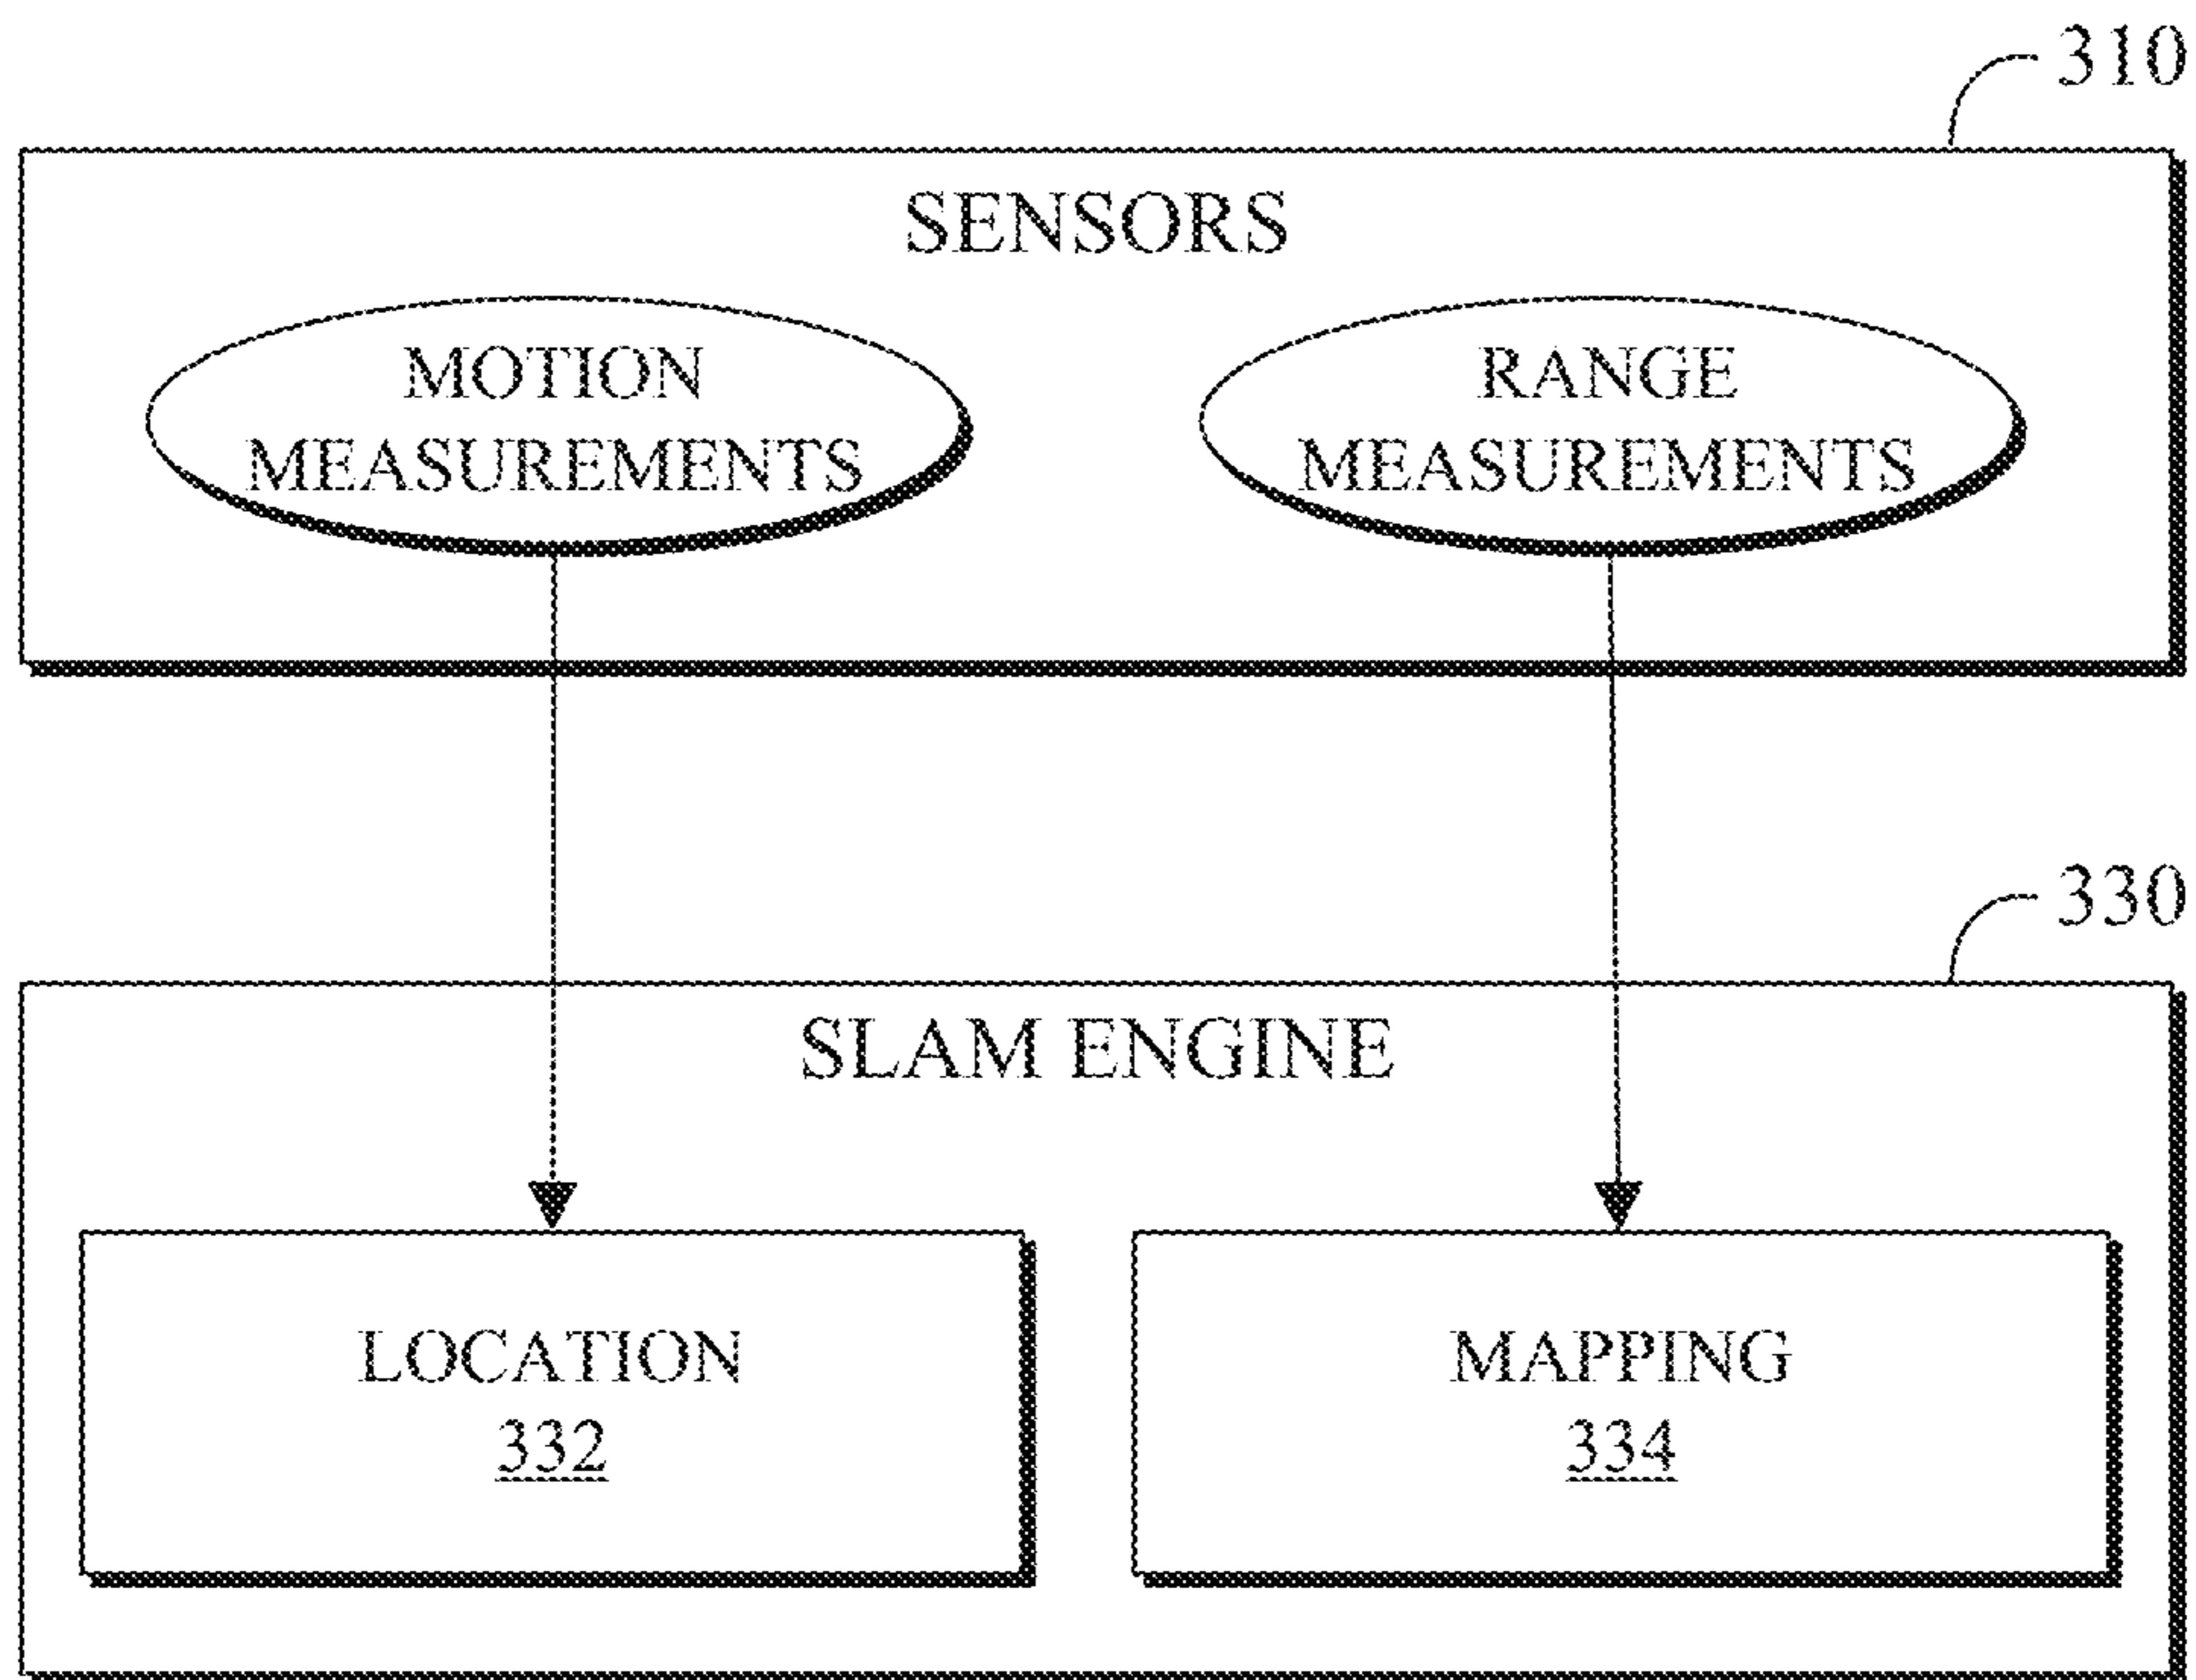 310
SENSORS
MOTION
MEASUREMENTS
RANGE
MEASUREMENTS
330
SLAM ENGINE
LOCATION
332
MAPPING
334